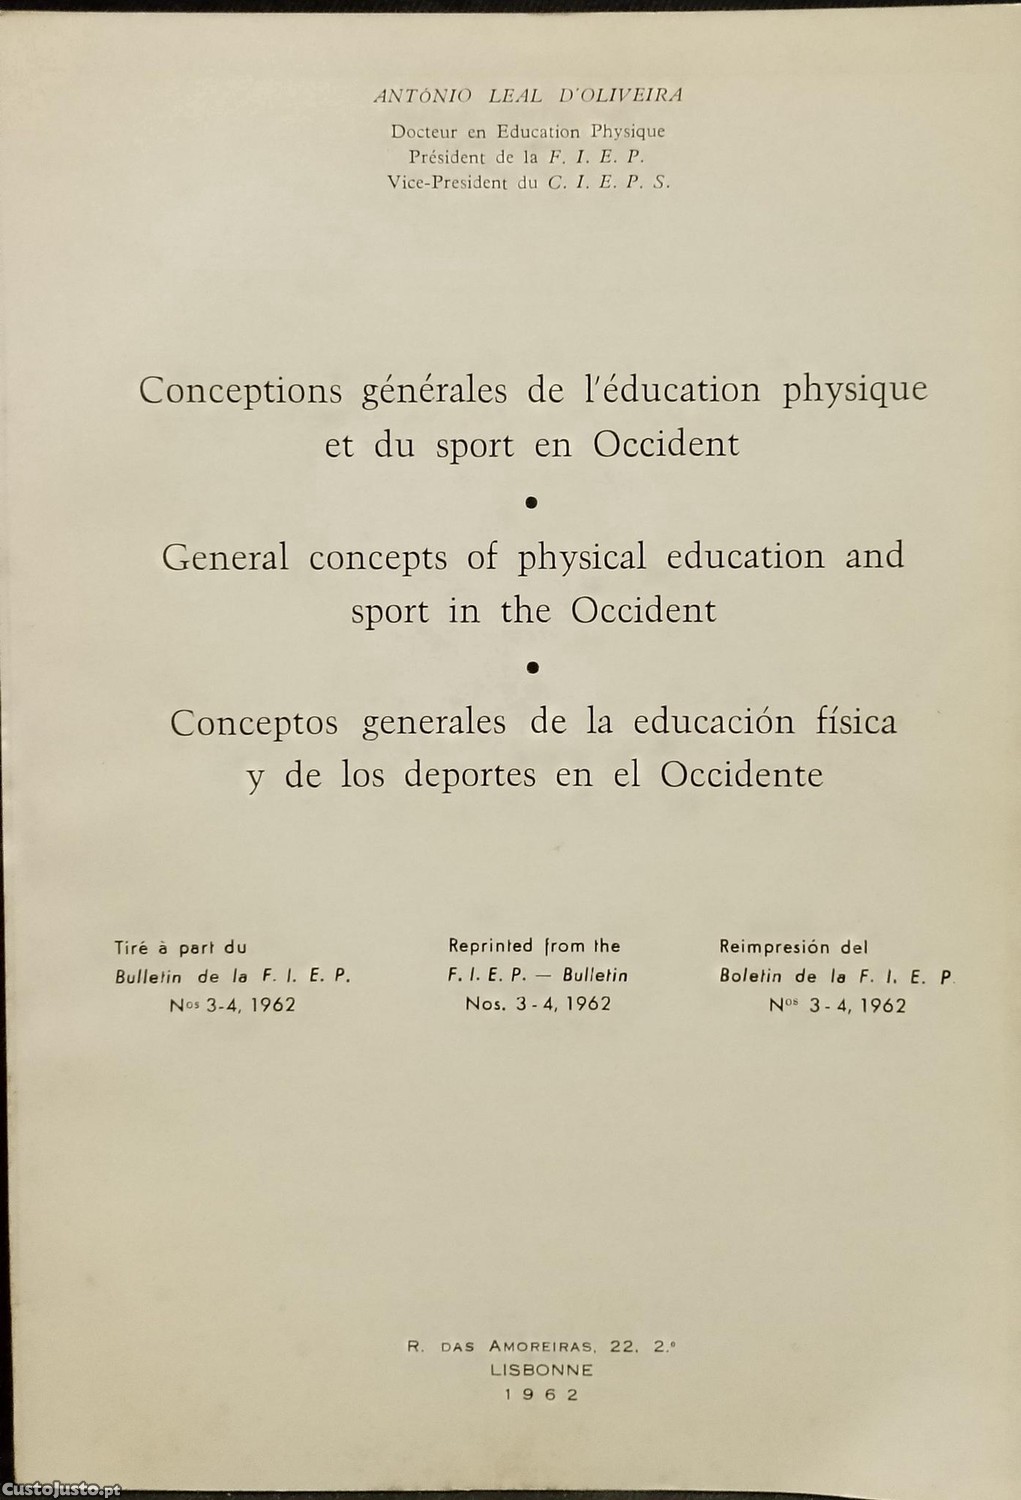 ANTÓNIO LEAL D'OLIVEIRA
Docteur en Education Physique
Président de la F. I. E. P.
Vice-President du C. I. E. P. S.
Conceptions générales de l'éducation physique
et du sport en Occident
•
General concepts of physical education and
sport in the Occident
•
Conceptos generales de la educación física
y de los deportes en el Occidente
Tiré à part du
Bulletin de la F. I. E. P.
Nos 3-4, 1962
Reprinted from the
F. I. E. P. — Bulletin
Nos. 3 - 4, 1962
Reimpresión del
Boletin de la F. I. E. P.
Nos 3 - 4, 1962
R. DAS AMOREIRAS, 22, 2.º
LISBONNE
1962
CustoJusto.pt